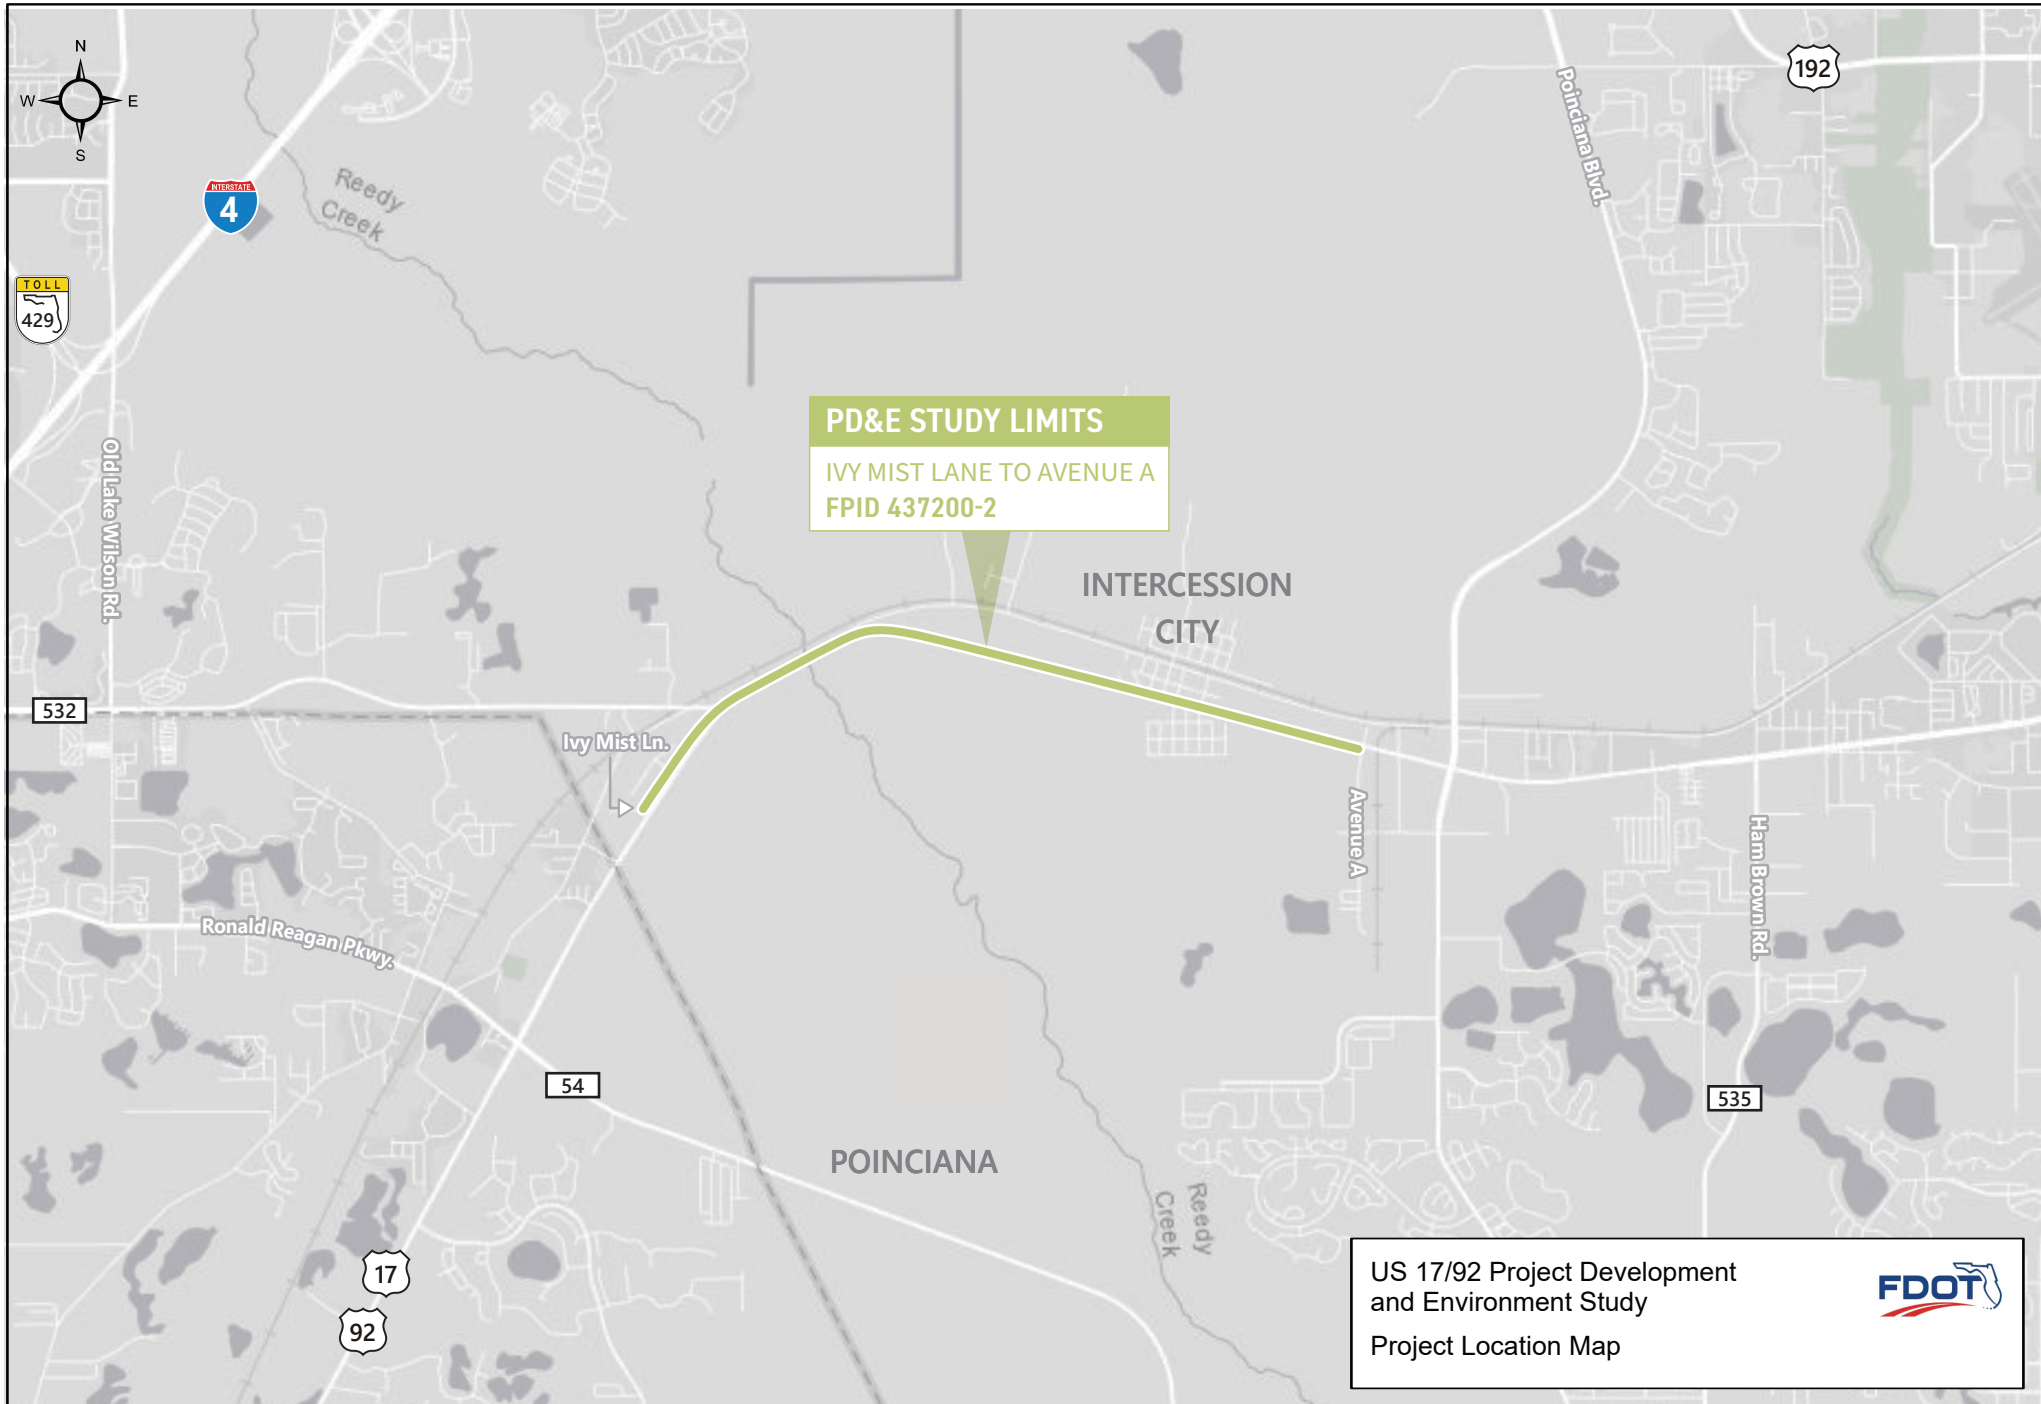 N
W
E
S
192
Poinciana Blvd.
INTERSTATE
4
Reedy
Creek
TOLL
429
PD&E STUDY LIMITS
IVY MIST LANE TO AVENUE A
FPID 437200-2
Old Lake Wilson Rd.
INTERCESSION
CITY
532
Ivy Mist Ln.
Avenue A
Ham Brown Rd.
Ronald Reagan Pkwy.
54
535
POINCIANA
Reedy
Creek
17
92
US 17/92 Project Development
and Environment Study
Project Location Map
FDOT